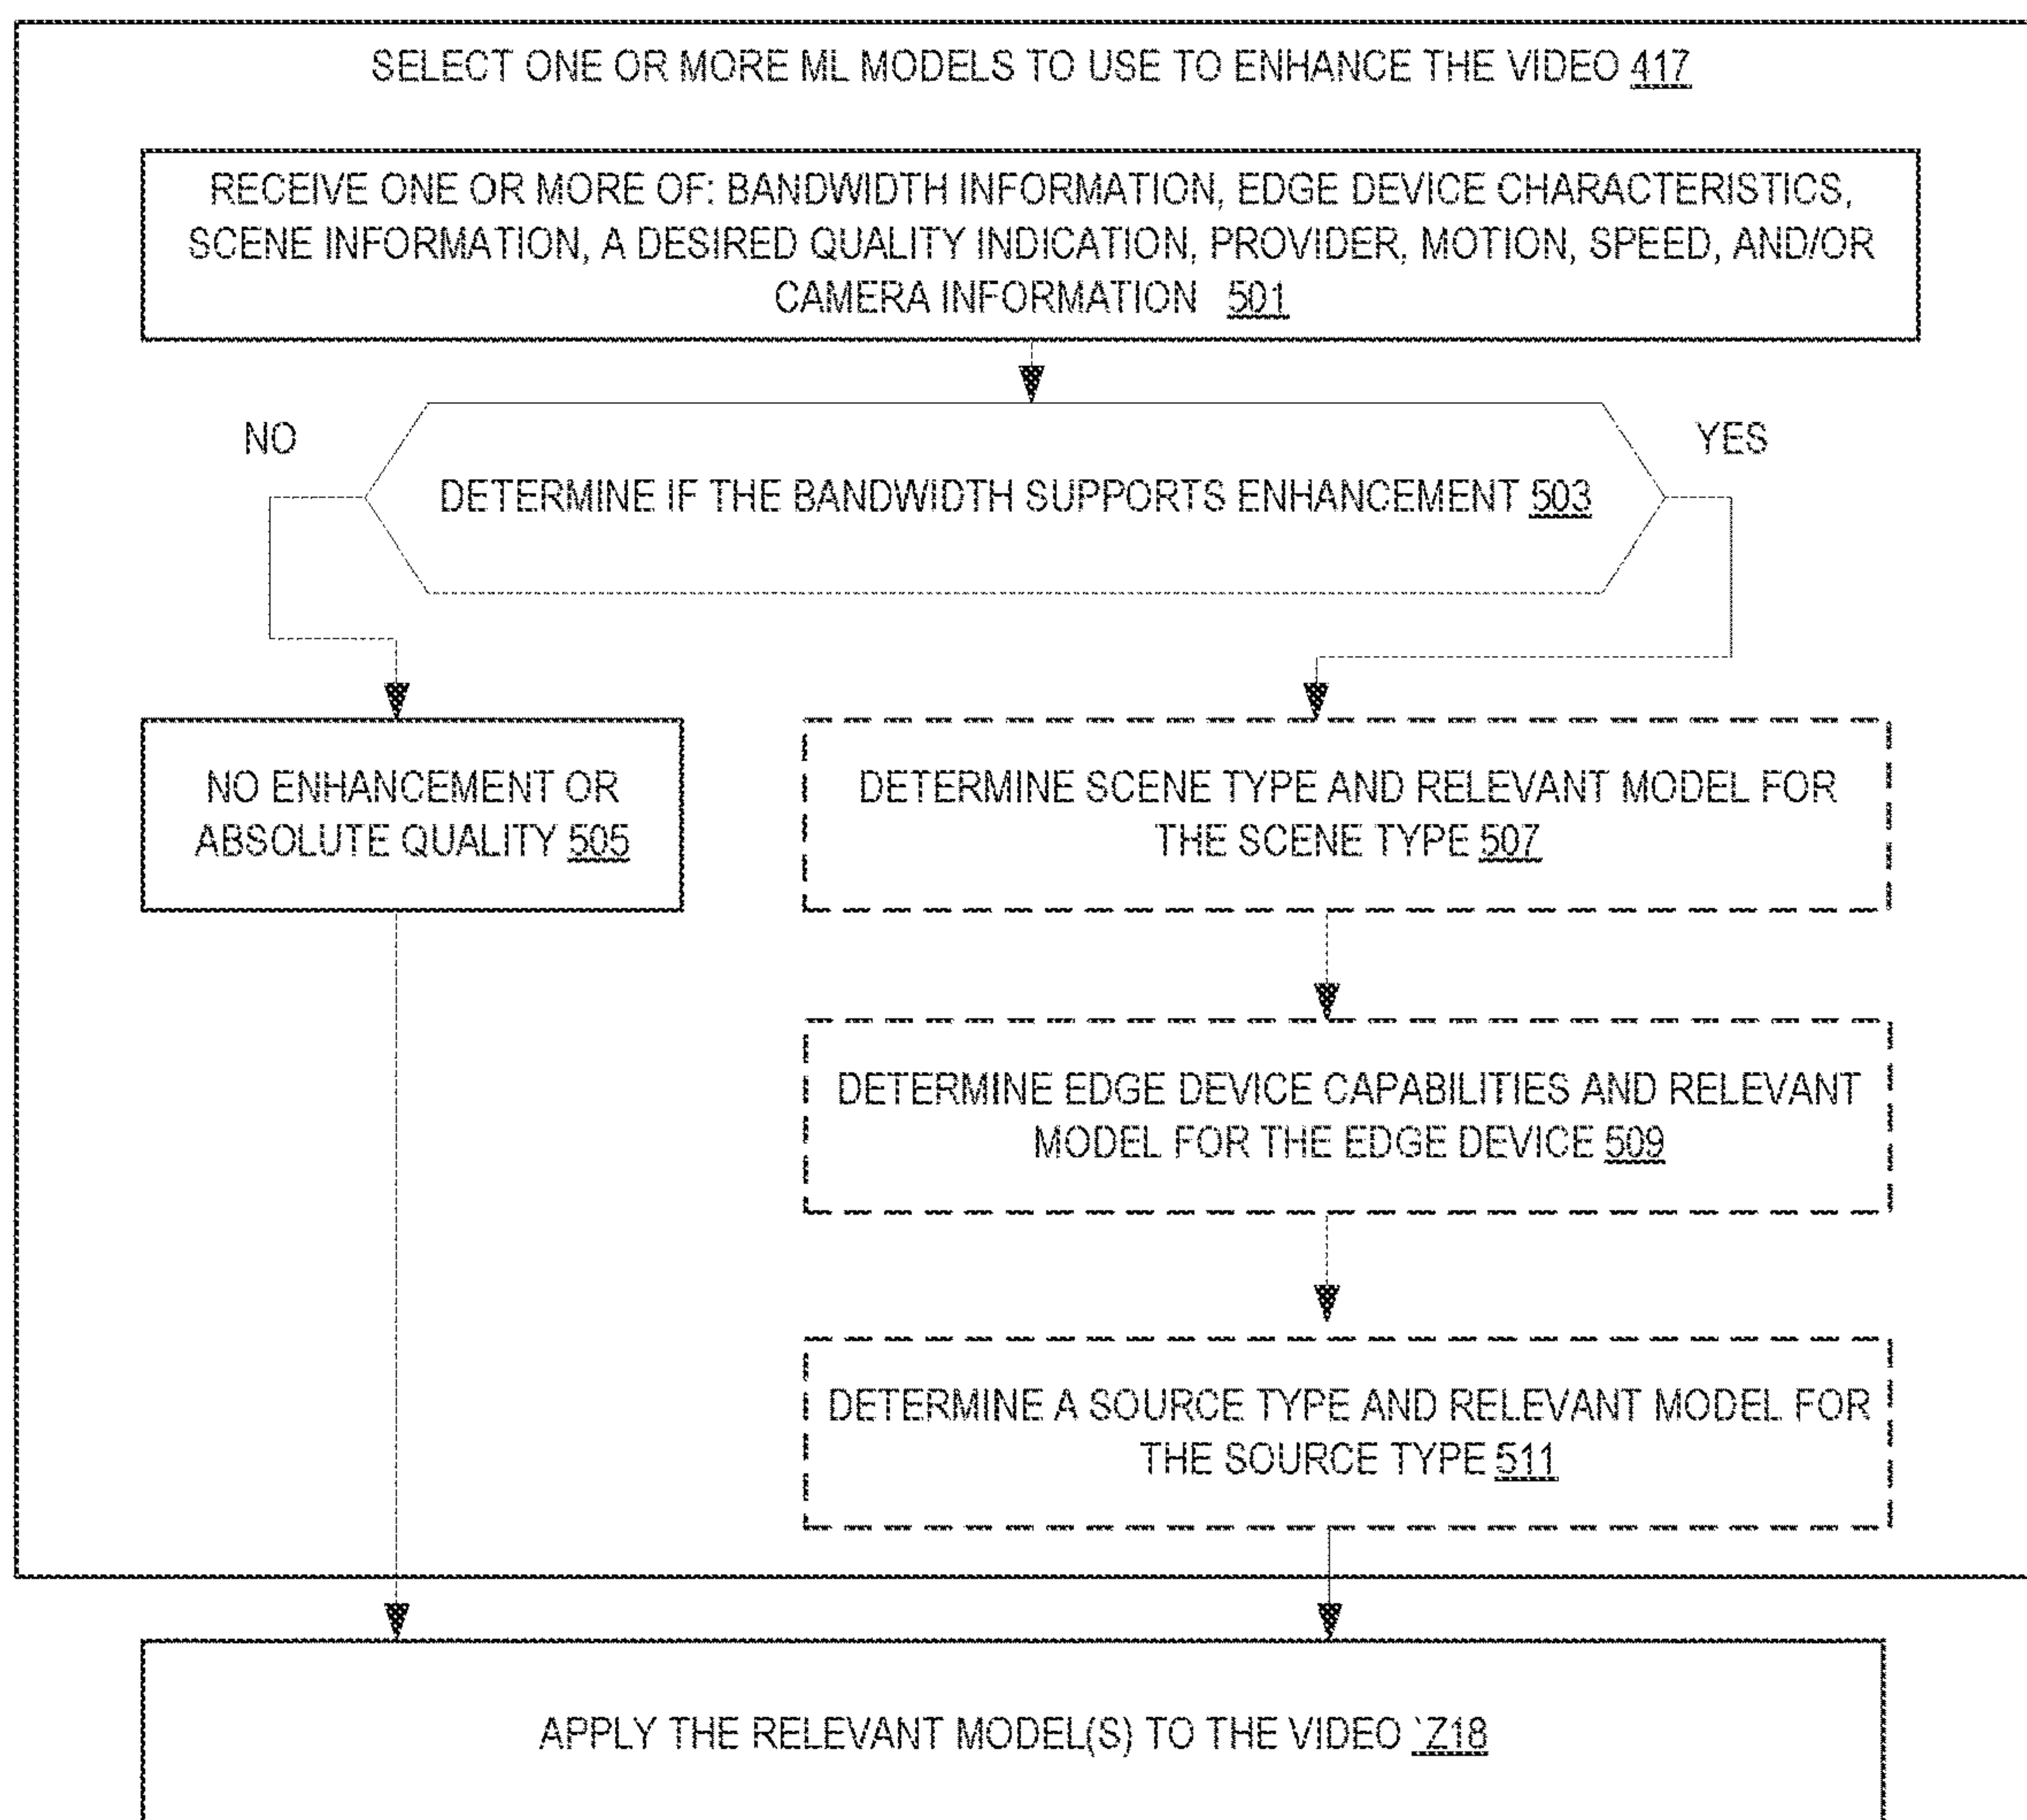 SELECT ONE OR MORE ML MODELS TO USE TO ENHANCE THE VIDEO 417
RECEIVE ONE OR MORE OF: BANDWIDTH INFORMATION, EDGE DEVICE CHARACTERISTICS,
SCENE INFORMATION, A DESIRED QUALITY INDICATION, PROVIDER, MOTION, SPEED, AND/OR
CAMERA INFORMATION 501
NO
YES
DETERMINE IF THE BANDWIDTH SUPPORTS ENHANCEMENT 503
NO ENHANCEMENT OR
ABSOLUTE QUALITY 505
DETERMINE SCENE TYPE AND RELEVANT MODEL FOR
THE SCENE TYPE 507
DETERMINE EDGE DEVICE CAPABILITIES AND RELEVANT
MODEL FOR THE EDGE DEVICE 509
DETERMINE A SOURCE TYPE AND RELEVANT MODEL FOR
THE SOURCE TYPE 511
APPLY THE RELEVANT MODEL(S) TO THE VIDEO `Z18